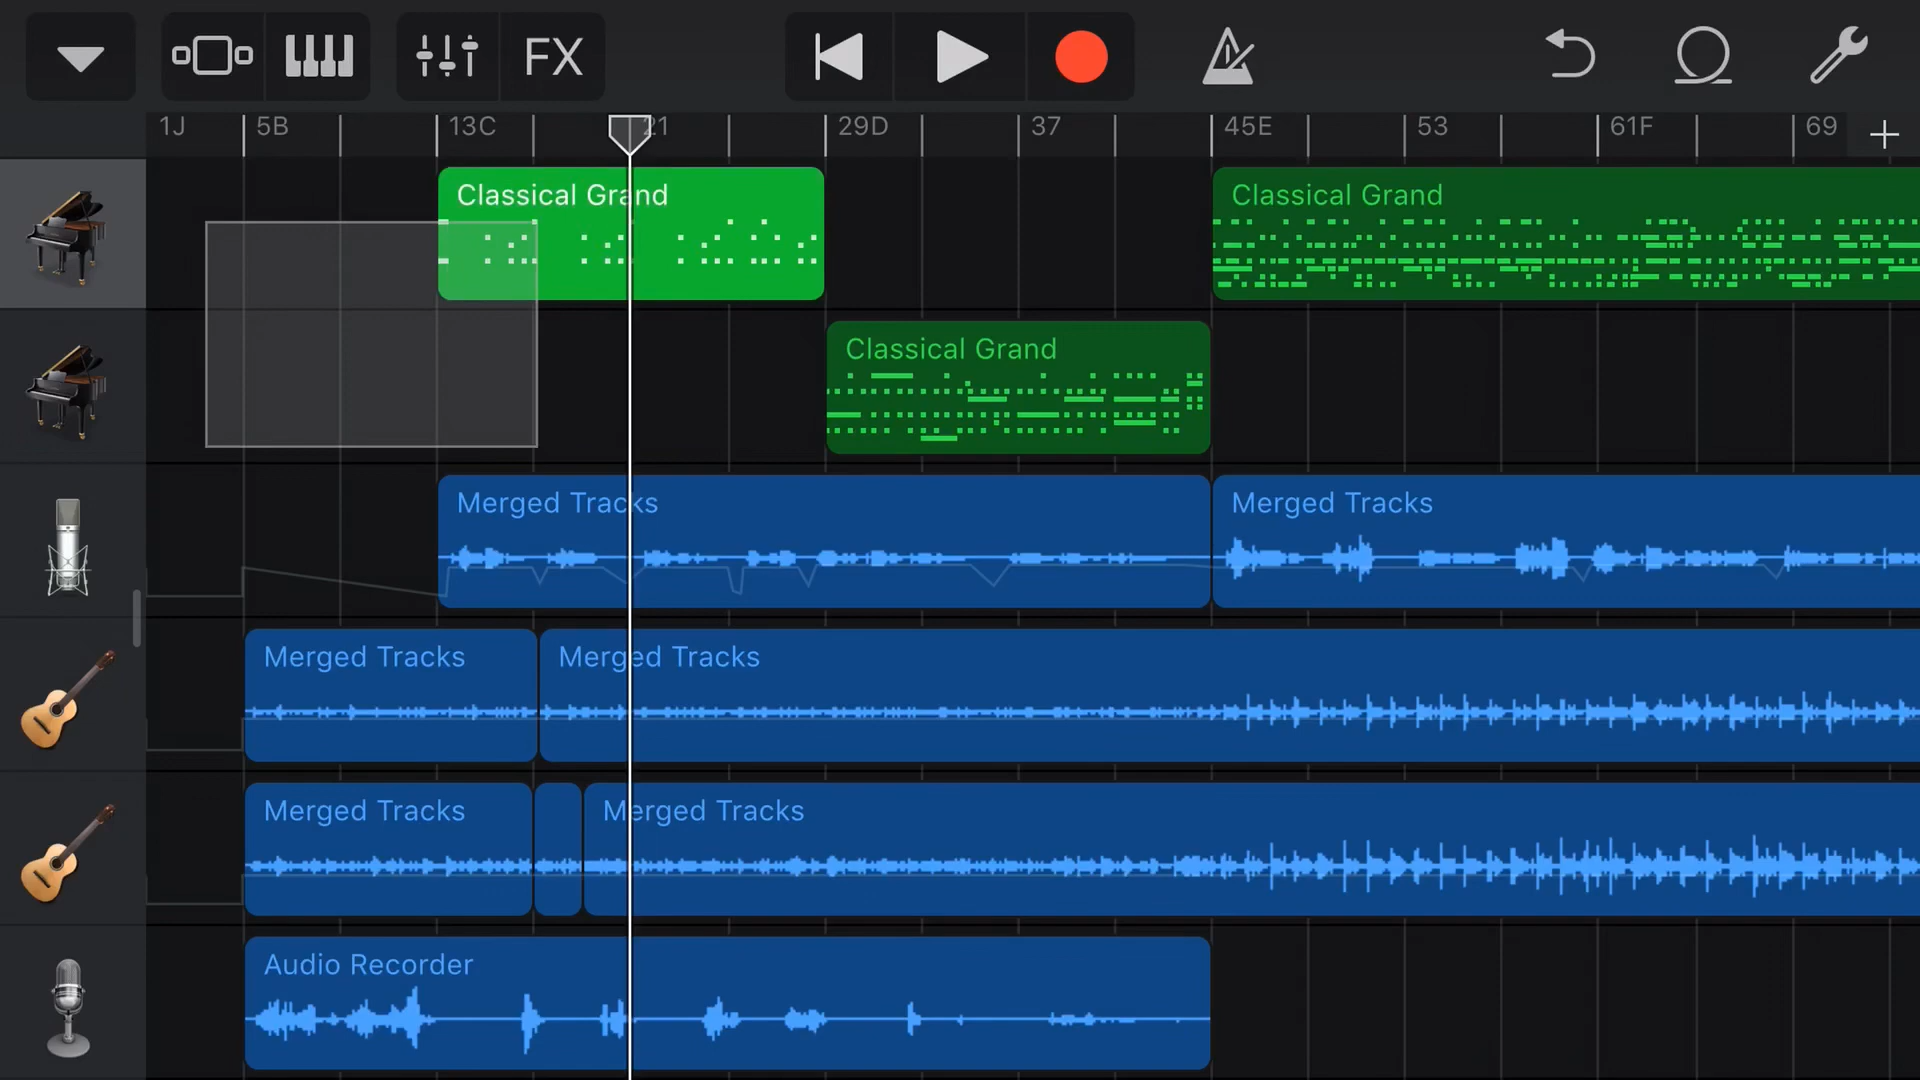 FX
1J 5B 13C 21 29D 37 45E 53 61F 69
Classical Grand Classical Grand
Classical Grand
Merged Tracks Merged Tracks
Merged Tracks Merged Tracks
Merged Tracks Merged Tracks
Audio Recorder